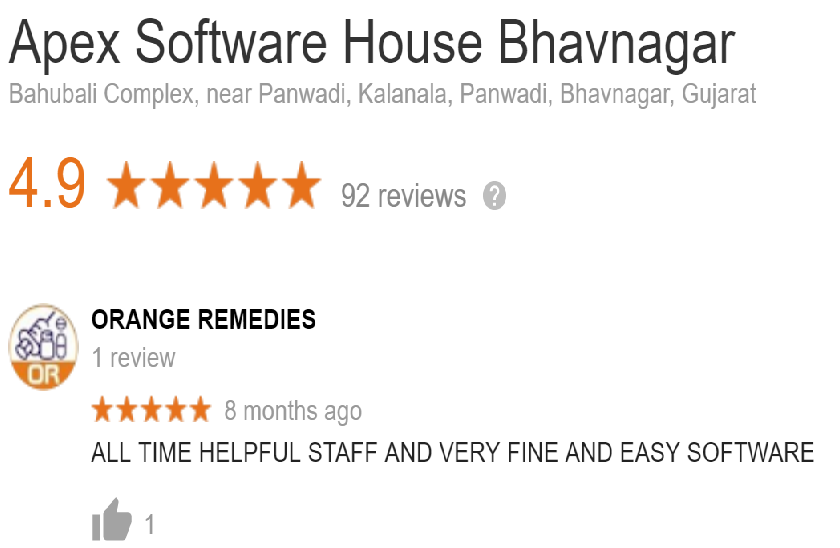 Apex Software House Bhavnagar
Bahubali Complex, near Panwadi, Kalanala, Panwadi, Bhavnagar, Gujarat
4.9 92 reviews ?
ORANGE REMEDIES
OR
1 review
8 months ago
ALL TIME HELPFUL STAFF AND VERY FINE AND EASY SOFTWARE
1